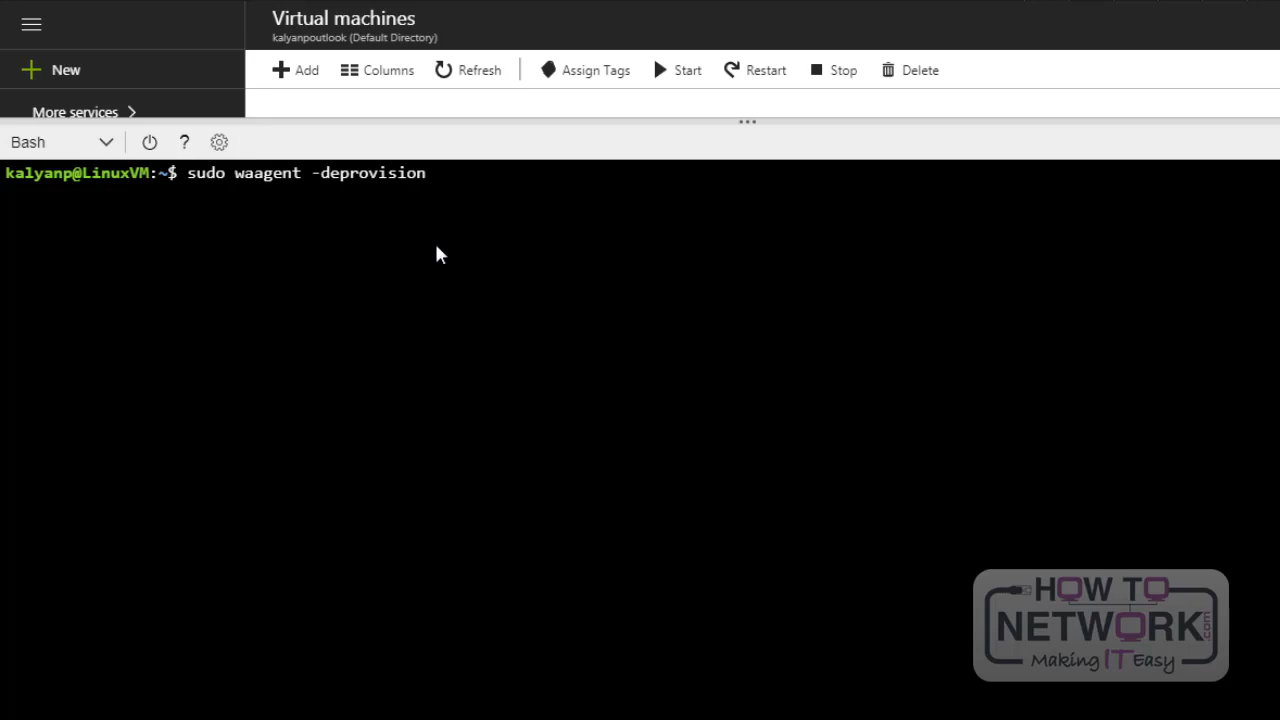 Virtual machines
kalyanpoutlook (Default Directory)
New
Add Columns Refresh Assign Tags Start Restart Stop Delete
More services
Bash ?
kalyanp@LinuxVM:~$ sudo waagent -deprovision
HOW TO
NETWORK.com
Making IT Easy